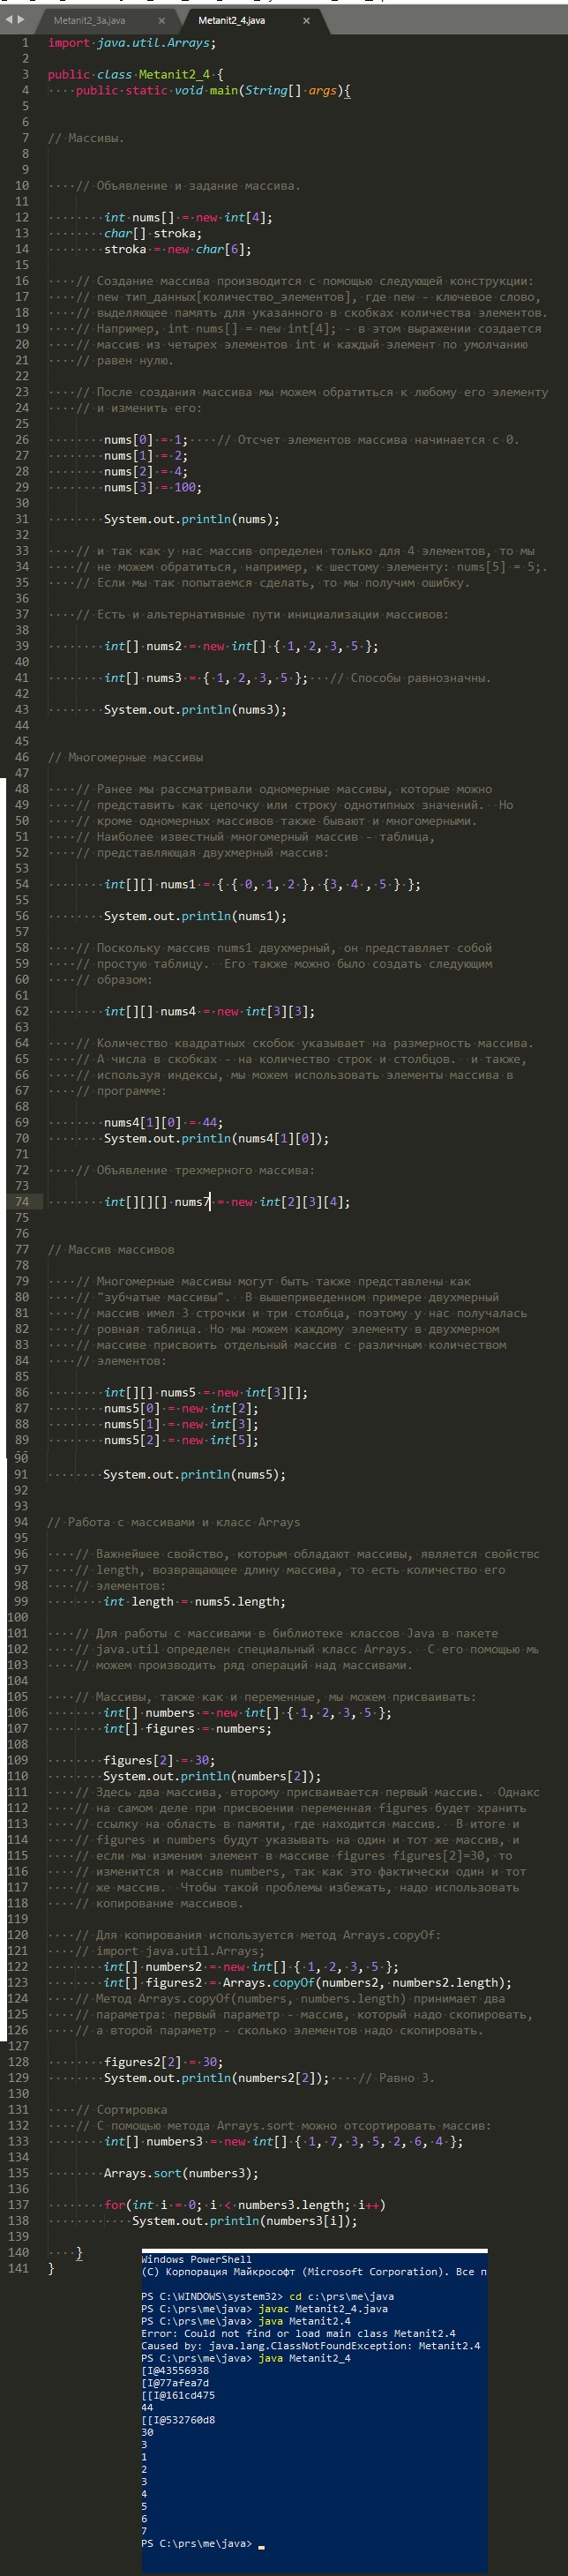 Metanit2_3a.java × Metanit2_4.java ×
1 import java.util.Arrays;
2
3 public class Metanit2_4 {
4 public static void main(String[] args){
5
6
7 // Массивы.
8
9
10 // Объявление и задание массива.
11
12 int nums[] = new int[4];
13 char[] stroka;
14 stroka = new char[6];
15
16 // Создание массива производится с помощью следующей конструкции:
17 // new тип_данных[количество_элементов], где new - ключевое слово,
18 // выделяющее память для указанного в скобках количества элементов.
19 // Например, int nums[] = new int[4]; - в этом выражении создается
20 // массив из четырех элементов int и каждый элемент по умолчанию
21 // равен нулю.
22
23 // После создания массива мы можем обратиться к любому его элементу
24 // и изменить его:
25
26 nums[0] = 1; // Отсчет элементов массива начинается с 0.
27 nums[1] = 2;
28 nums[2] = 4;
29 nums[3] = 100;
30
31 System.out.println(nums);
32
33 // и так как у нас массив определен только для 4 элементов, то мы
34 // не можем обратиться, например, к шестому элементу: nums[5] = 5;.
35 // Если мы так попытаемся сделать, то мы получим ошибку.
36
37 // Есть и альтернативные пути инициализации массивов:
38
39 int[] nums2 = new int[] { 1, 2, 3, 5 };
40
41 int[] nums3 = { 1, 2, 3, 5 }; // Способы равнозначны.
42
43 System.out.println(nums3);
44
45
46 // Многомерные массивы
47
48 // Ранее мы рассматривали одномерные массивы, которые можно
49 // представить как цепочку или строку однотипных значений. Но
50 // кроме одномерных массивов также бывают и многомерными.
51 // Наиболее известный многомерный массив - таблица,
52 // представляющая двухмерный массив:
53
54 int[][] nums1 = { { 0, 1, 2 }, {3, 4 , 5 } };
55
56 System.out.println(nums1);
57
58 // Поскольку массив nums1 двухмерный, он представляет собой
59 // простую таблицу. Его также можно было создать следующим
60 // образом:
61
62 int[][] nums4 = new int[3][3];
63
64 // Количество квадратных скобок указывает на размерность массива.
65 // А числа в скобках - на количество строк и столбцов. и также,
66 // используя индексы, мы можем использовать элементы массива в
67 // программе:
68
69 nums4[1][0] = 44;
70 System.out.println(nums4[1][0]);
71
72 // Объявление трехмерного массива:
73
74 int[][][] nums7 = new int[2][3][4];
75
76
77 // Массив массивов
78
79 // Многомерные массивы могут быть также представлены как
80 // "зубчатые массивы". В вышеприведенном примере двухмерный
81 // массив имел 3 строчки и три столбца, поэтому у нас получалась
82 // ровная таблица. Но мы можем каждому элементу в двухмерном
83 // массиве присвоить отдельный массив с различным количеством
84 // элементов:
85
86 int[][] nums5 = new int[3][];
87 nums5[0] = new int[2];
88 nums5[1] = new int[3];
89 nums5[2] = new int[5];
90
91 System.out.println(nums5);
92
93
94 // Работа с массивами и класс Arrays
95
96 // Важнейшее свойство, которым обладают массивы, является свойство
97 // length, возвращающее длину массива, то есть количество его
98 // элементов:
99 int length = nums5.length;
100
101 // Для работы с массивами в библиотеке классов Java в пакете
102 // java.util определен специальный класс Arrays. С его помощью мы
103 // можем производить ряд операций над массивами.
104
105 // Массивы, также как и переменные, мы можем присваивать:
106 int[] numbers = new int[] { 1, 2, 3, 5 };
107 int[] figures = numbers;
108
109 figures[2] = 30;
110 System.out.println(numbers[2]);
111 // Здесь два массива, второму присваивается первый массив. Однако
112 // на самом деле при присвоении переменная figures будет хранить
113 // ссылку на область в памяти, где находится массив. В итоге и
114 // figures и numbers будут указывать на один и тот же массив, и
115 // если мы изменим элемент в массиве figures figures[2]=30, то
116 // изменится и массив numbers, так как это фактически один и тот
117 // же массив. Чтобы такой проблемы избежать, надо использовать
118 // копирование массивов.
119
120 // Для копирования используется метод Arrays.copyOf:
121 // import java.util.Arrays;
122 int[] numbers2 = new int[] { 1, 2, 3, 5 };
123 int[] figures2 = Arrays.copyOf(numbers2, numbers2.length);
124 // Метод Arrays.copyOf(numbers, numbers.length) принимает два
125 // параметра: первый параметр - массив, который надо скопировать,
126 // а второй параметр - сколько элементов надо скопировать.
127
128 figures2[2] = 30;
129 System.out.println(numbers2[2]); // Равно 3.
130
131 // Сортировка
132 // С помощью метода Arrays.sort можно отсортировать массив:
133 int[] numbers3 = new int[] { 1, 7, 3, 5, 2, 6, 4 };
134
135 Arrays.sort(numbers3);
136
137 for(int i = 0; i < numbers3.length; i++)
138 System.out.println(numbers3[i]);
139
140 }
141 }
Windows PowerShell
(C) Корпорация Майкрософт (Microsoft Corporation). Все п
PS C:\WINDOWS\system32> cd c:\prs\me\java
PS C:\prs\me\java> javac Metanit2_4.java
PS C:\prs\me\java> java Metanit2.4
Error: Could not find or load main class Metanit2.4
Caused by: java.lang.ClassNotFoundException: Metanit2.4
PS C:\prs\me\java> java Metanit2_4
[I@43556938
[I@77afea7d
[[I@161cd475
44
[[I@532760d8
30
3
1
2
3
4
5
6
7
PS C:\prs\me\java>